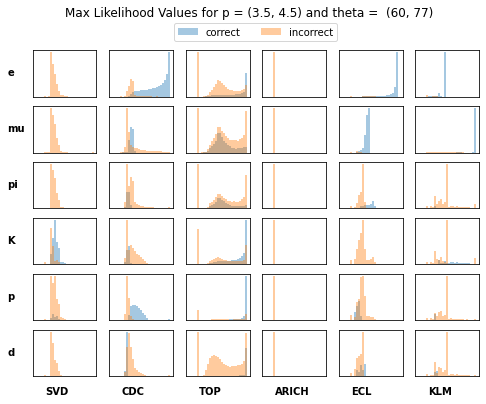 Max Likelihood Values for p = (3.5, 4.5) and theta =  (60, 77)
correct incorrect
e
mu
pi
K
p
d
SVD CDC TOP ARICH ECL KLM